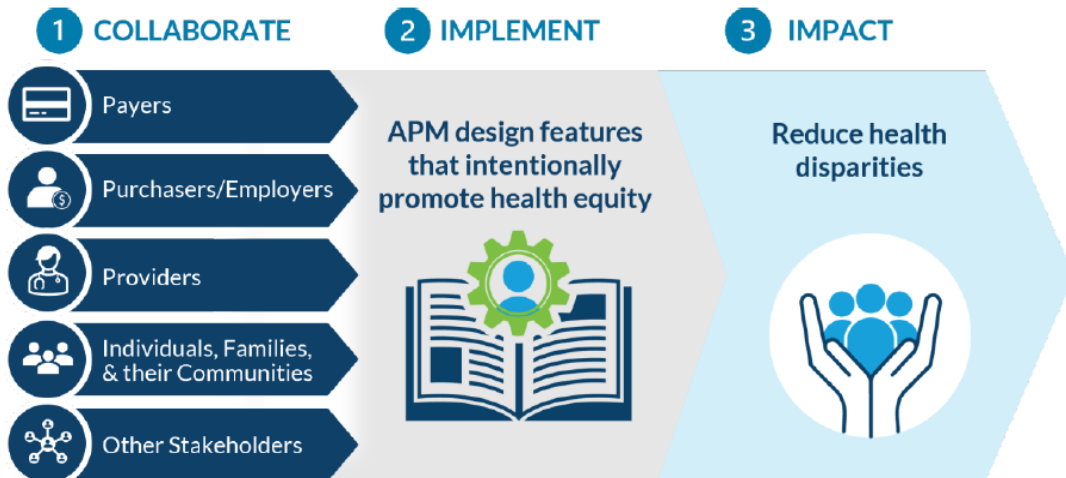 1 COLLABORATE
Payers
Purchasers/Employers
$
Providers
Individuals, Families,
& their Communities
Other Stakeholders
2 IMPLEMENT
APM design features
that intentionally
promote health equity
3 IMPACT
Reduce health
disparities